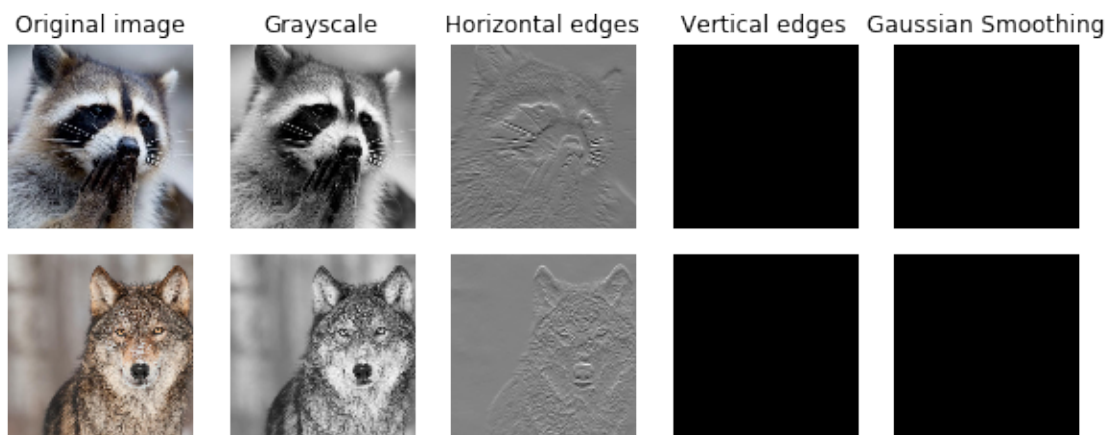 Original image
Grayscale
Horizontal edges
Vertical edges
Gaussian Smoothing